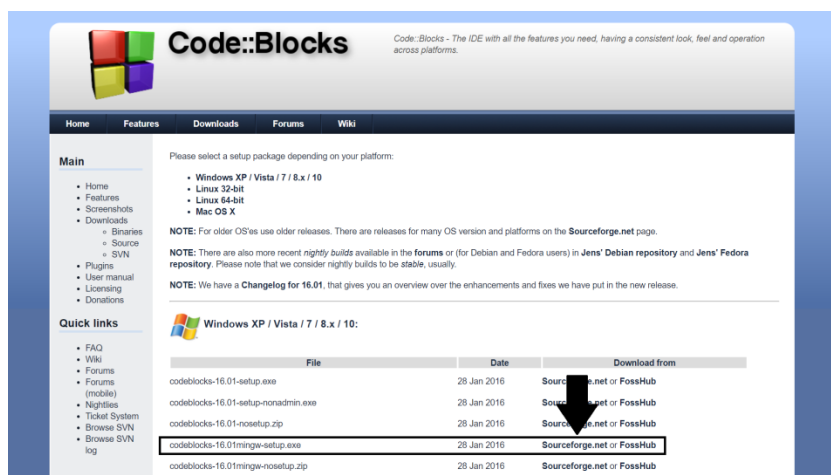 Code::Blocks
Code::Blocks - The IDE with all the features you need, having a consistent look, feel and operation
across platforms.
Home Features Downloads Forums Wiki
Main
Home
Features
Screenshots
Downloads
Binaries
Source
SVN
Plugins
User manual
Licensing
Donations
Quick links
FAQ
Wiki
Forums
Forums
(mobile)
Nightlies
Ticket System
Browse SVN
Browse SVN
log
Please select a setup package depending on your platform:
Windows XP / Vista / 7 / 8.x / 10
Linux 32-bit
Linux 64-bit
Mac OS X
NOTE: For older OS'es use older releases. There are releases for many OS version and platforms on the Sourceforge.net page.
NOTE: There are also more recent nightly builds available in the forums or (for Debian and Fedora users) in Jens' Debian repository and Jens' Fedora
repository. Please note that we consider nightly builds to be stable, usually.
NOTE: We have a Changelog for 16.01, that gives you an overview over the enhancements and fixes we have put in the new release.
Windows XP / Vista / 7 / 8.x / 10:
File Date Download from
codeblocks-16.01-setup.exe 28 Jan 2016 Sourc e.net or FossHub
codeblocks-16.01-setup-nonadmin.exe 28 Jan 2016 Sourc e.net or FossHub
codeblocks-16.01-nosetup.zip 28 Jan 2016 Source .net or FossHub
codeblocks-16.01mingw-setup.exe 28 Jan 2016 Sourceforge.net or FossHub
codeblocks-16.01mingw-nosetup.zip 28 Jan 2016 Sourceforge.net or FossHub